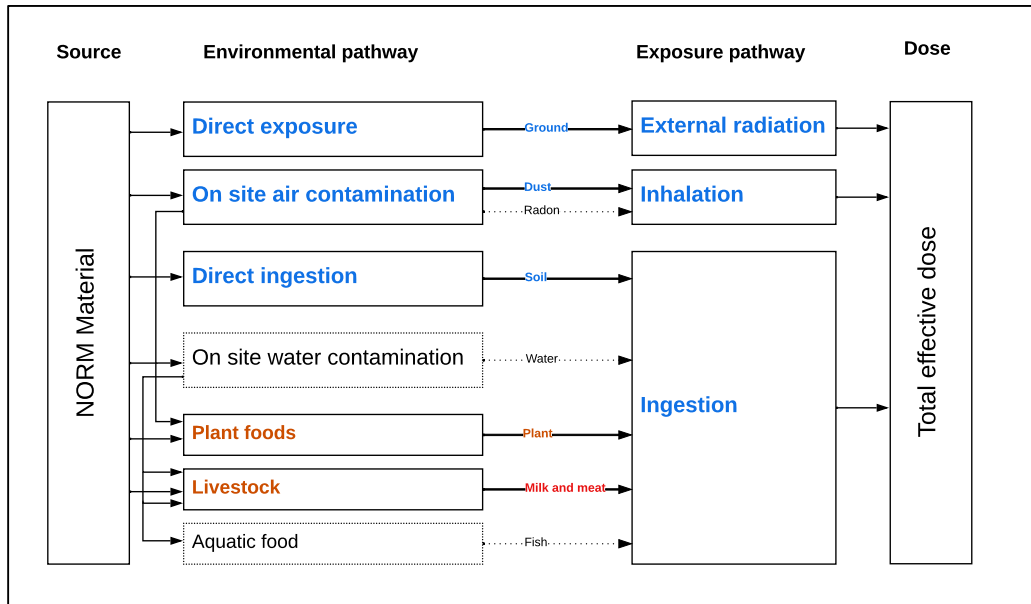 Source
Environmental pathway
Exposure pathway
Dose
NORM Material
Direct exposure
Ground
External radiation
On site air contamination
Dust
Radon
Inhalation
Direct ingestion
Soil
On site water contamination
Water
Ingestion
Plant foods
Plant
Livestock
Milk and meat
Aquatic food
Fish
Total effective dose